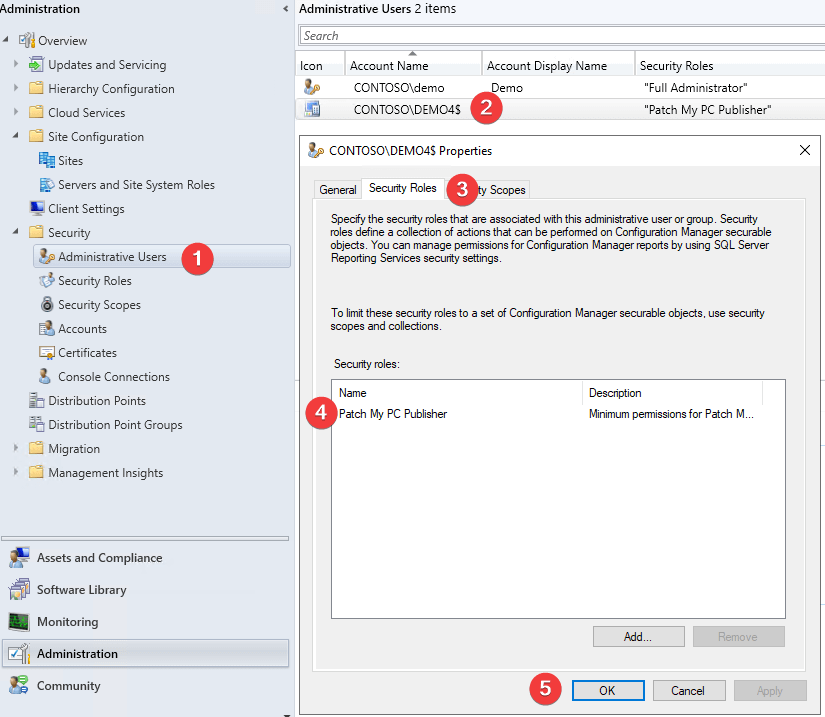 Administration
Overview
Updates and Servicing
Hierarchy Configuration
Cloud Services
Site Configuration
Sites
Servers and Site System Roles
Client Settings
Security
Administrative Users
1
Security Roles
Security Scopes
Accounts
Certificates
Console Connections
Distribution Points
Distribution Point Groups
Migration
Management Insights
Assets and Compliance
Software Library
Monitoring
Administration
Community
Administrative Users 2 items
Search
Icon Account Name Account Display Name Security Roles
CONTOSO\demo Demo "Full Administrator"
CONTOSO\DEMO4$ 2 "Patch My PC Publisher"
CONTOSO\DEMO4$ Properties
General Security Roles 3 ty Scopes
Specify the security roles that are associated with this administrative user or group. Security
roles define a collection of actions that can be performed on Configuration Manager securable
objects. You can manage permissions for Configuration Manager reports by using SQL Server
Reporting Services security settings.
To limit these security roles to a set of Configuration Manager securable objects, use security
scopes and collections.
Security roles:
Name Description
4 Patch My PC Publisher Minimum permissions for Patch M...
Add... Remove
5 OK Cancel Apply